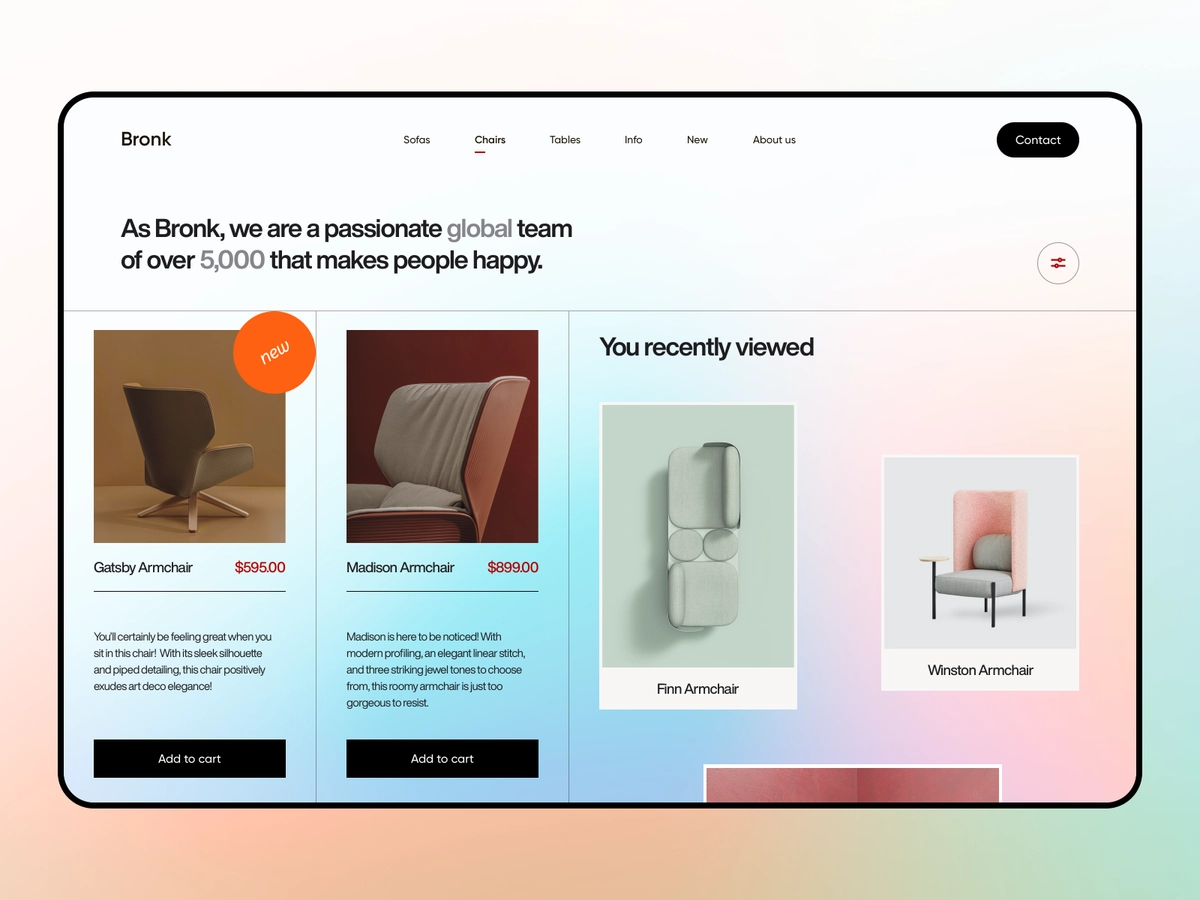 Bronk
Sofas
Chairs
Tables
Info
New
About us
Contact
As Bronk, we are a passionate global team
of over 5,000 that makes people happy.
new
Gatsby Armchair
$595.00
You'll certainly be feeling great when you
sit in this chair! With its sleek silhouette
and piped detailing, this chair positively
exudes art deco elegance!
Add to cart
Madison Armchair
$899.00
Madison is here to be noticed! With
modern profiling, an elegant linear stitch,
and three striking jewel tones to choose
from, this roomy armchair is just too
gorgeous to resist.
Add to cart
You recently viewed
Finn Armchair
Winston Armchair